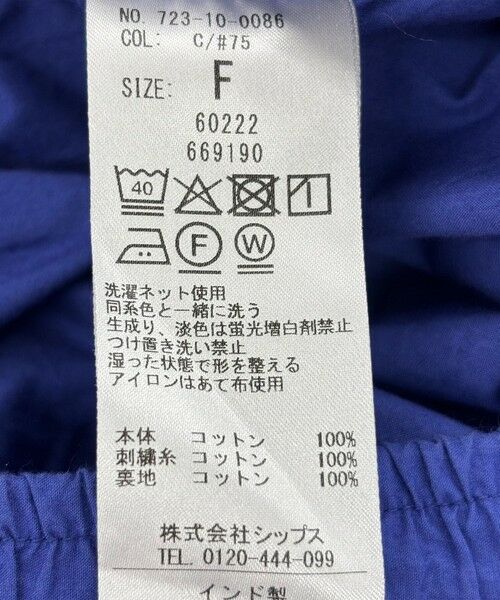 NO. 723-10-0086
COL: C/#75
SIZE: F
60222
669190
40
F W
洗濯ネット使用
同系色と一緒に洗う
生成り、淡色は蛍光増白剤禁止
つけ置き洗い禁止
湿った状態で形を整える
アイロンはあて布使用
本体 コットン 100%
刺繍糸 コットン 100%
裏地 コットン 100%
株式会社シップス
TEL. 0120-444-099
インド製